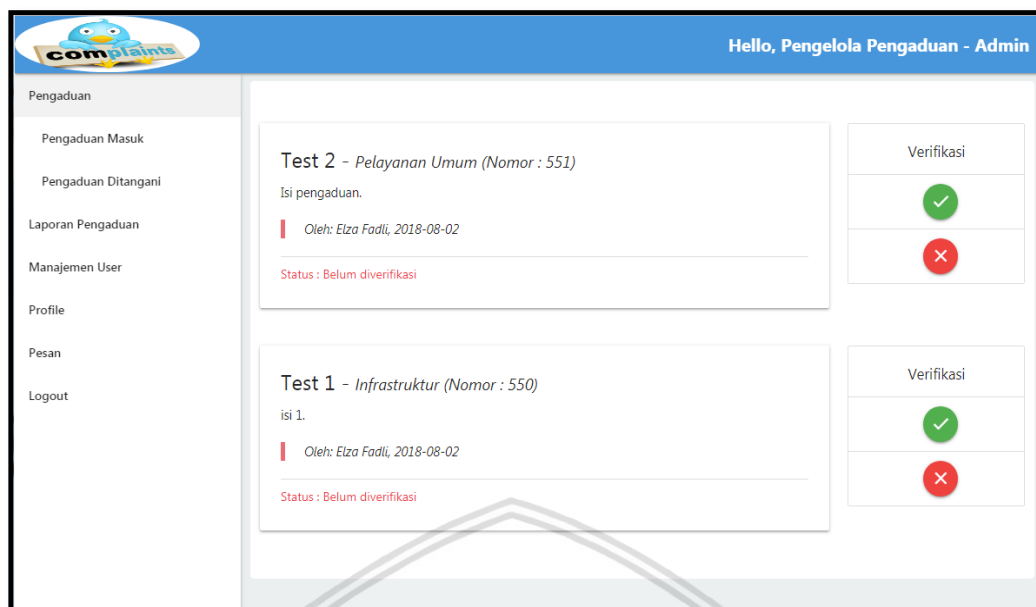 complaints
Hello, Pengelola Pengaduan - Admin
Pengaduan
Pengaduan Masuk
Pengaduan Ditangani
Laporan Pengaduan
Manajemen User
Profile
Pesan
Logout
Test 2 - Pelayanan Umum (Nomor : 551)
Isi pengaduan.
Oleh: Elza Fadli, 2018-08-02
Status : Belum diverifikasi
Verifikasi
Test 1 - Infrastruktur (Nomor : 550)
isi 1.
Oleh: Elza Fadli, 2018-08-02
Status : Belum diverifikasi
Verifikasi